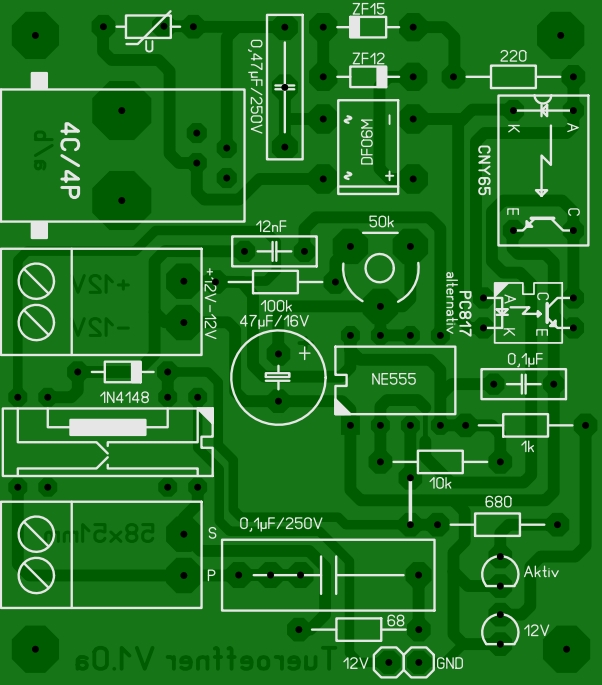 ZF15
U
0,47µF/250V
ZF12
220
4C/4P
d/a
~
−
DF06M
~
+
K
A
CNY65
E
C
12nF
50k
+12V
+12V
-12V
-12V
100k
alternativ
PC817
A
C
K
E
47µF/16V
+
NE555
0,1µF
1N4148
1k
10k
680
58x51mm
S
0,1µF/250V
P
Aktiv
68
12V
Tueroeffner V1.0a
12V
GND